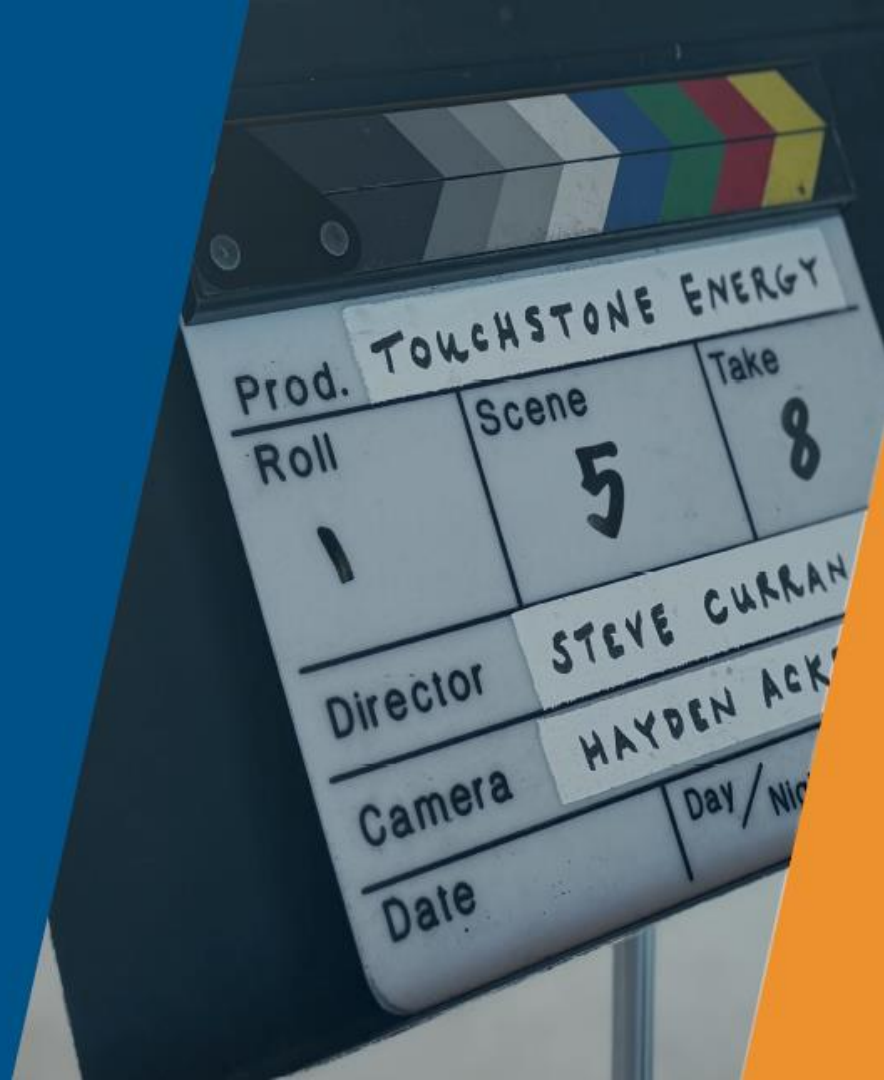 Prod. TOUCHSTONE ENERGY
Roll Scene Take
1 5 8
Director STEVE CURRAN
Camera HAYDEN
Date Day/